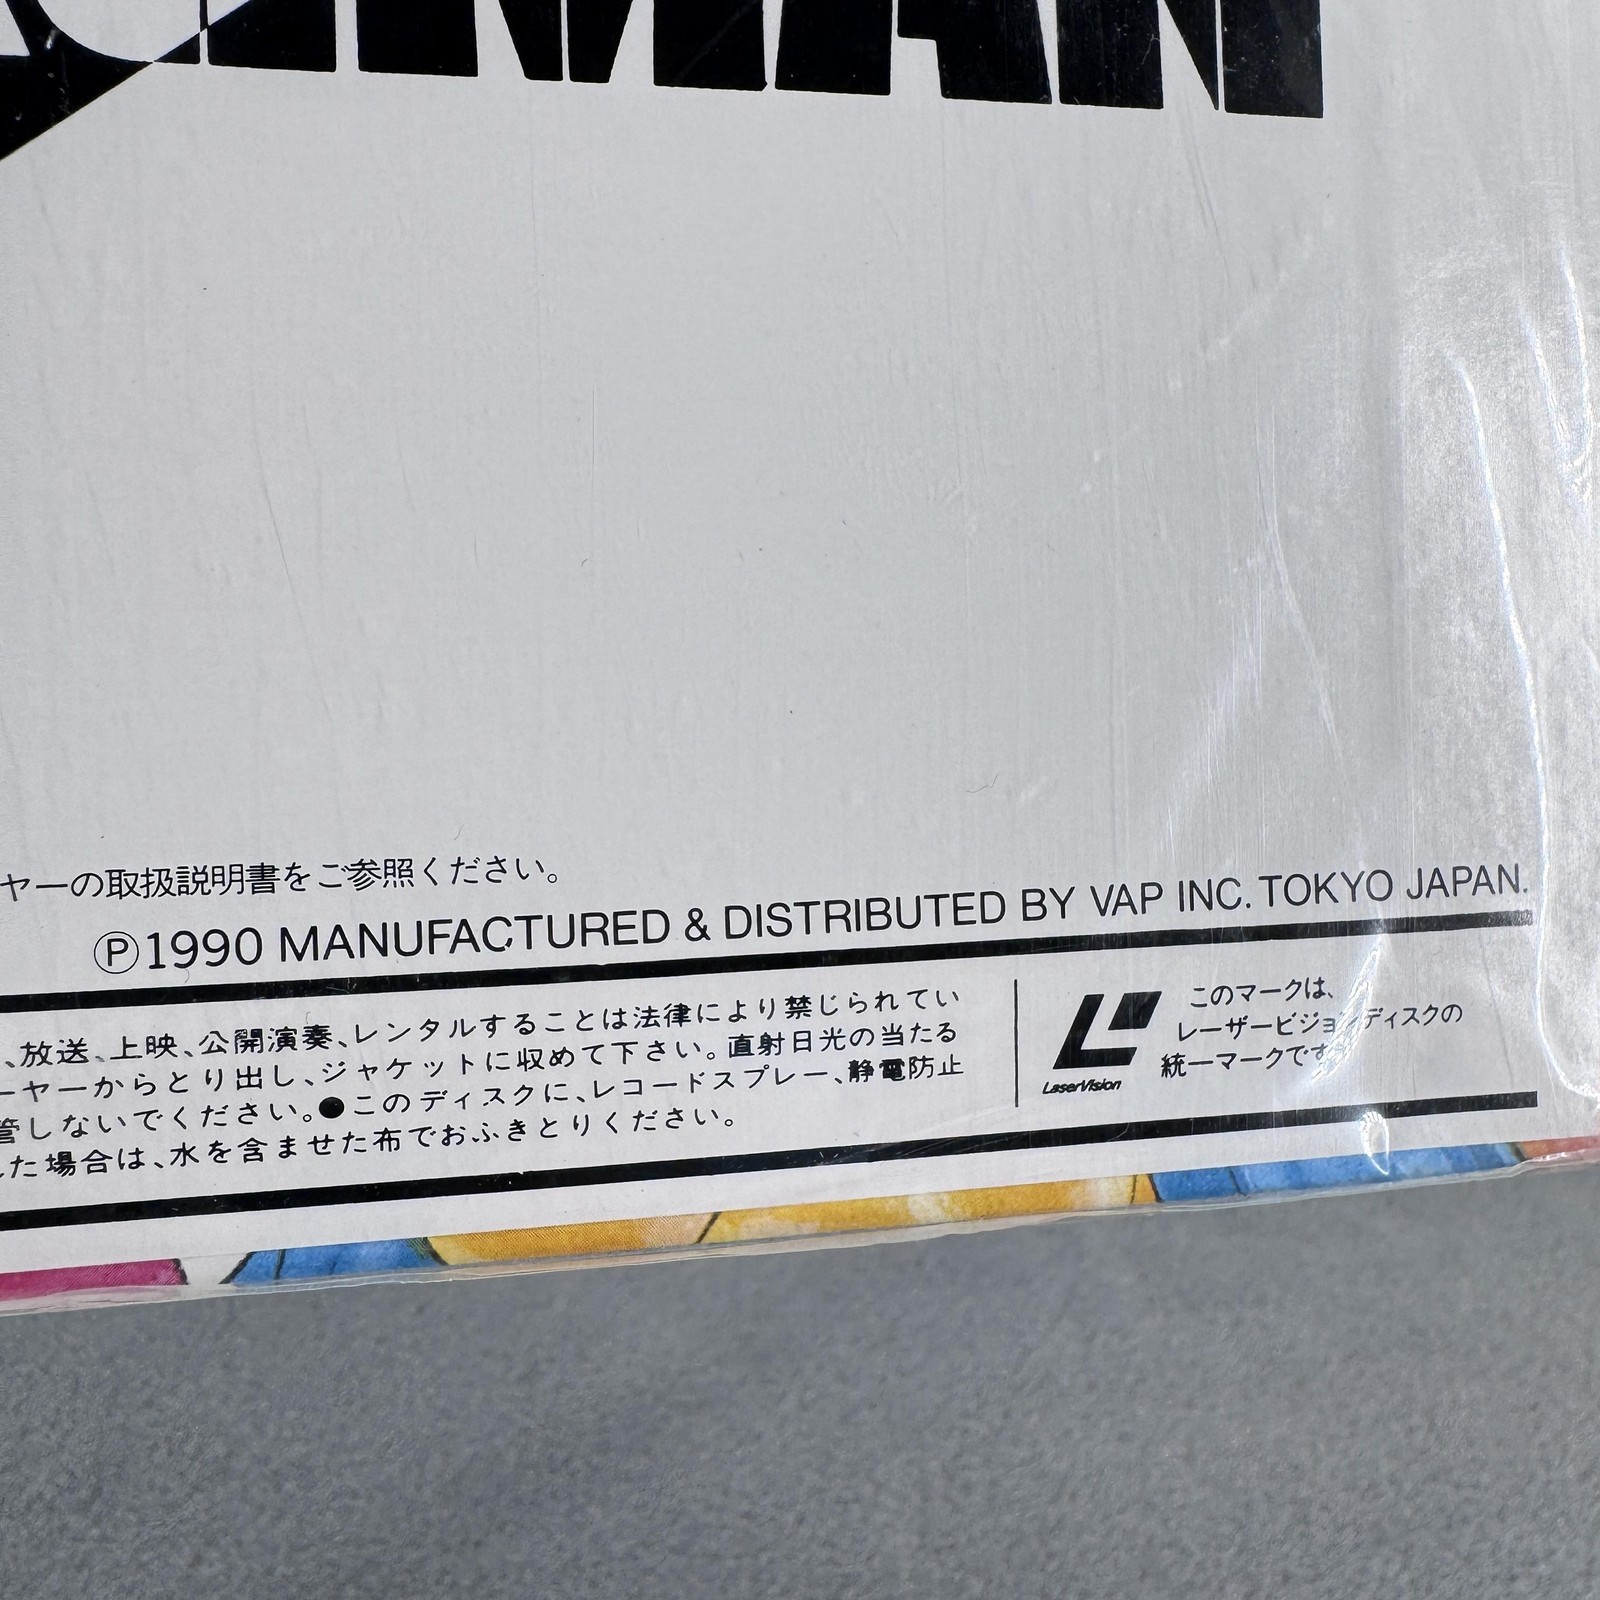 MAN
ヤーの取扱説明書をご参照ください。
Ⓟ1990 MANUFACTURED & DISTRIBUTED BY VAP INC. TOKYO JAPAN.
、放送、上映、公開演奏、レンタルすることは法律により禁じられてい
ーヤーからとり出し、ジャケットに収めて下さい。直射日光の当たる
管しないでください。●このディスクに、レコードスプレー、静電防止
た場合は、水を含ませた布でおふきとりください。
LaserVision
このマークは、
レーザービジョンディスクの
統一マークです